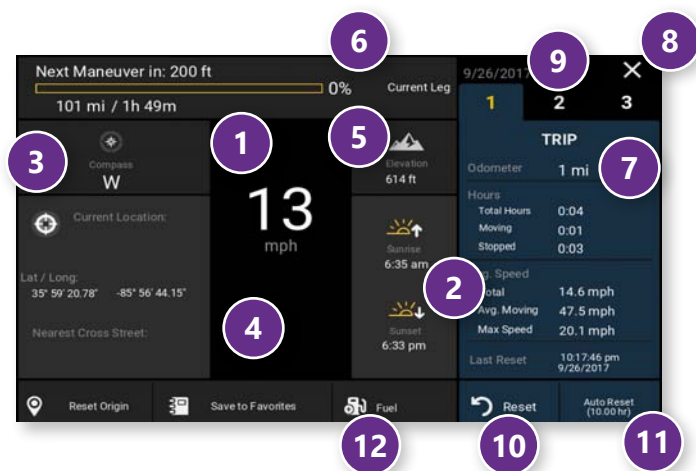 6
8
9
Next Maneuver in: 200 ft
0%
Current Leg
101 mi / 1h 49m
9/26/2017
1
2
3
1
5
3
7
Compass
W
Elevation
614 ft
TRIP
Odometer
1 mi
13
mph
Current Location:
Hours
Total Hours 0:04
Moving 0:01
Stopped 0:03
Sunrise
6:35 am
Lat / Long:
35° 59' 20.78" -85° 56' 44.15"
2
Speed
14.6 mph
Avg. Moving 47.5 mph
Max Speed 20.1 mph
Nearest Cross Street:
4
Sunset
6:33 pm
Last Reset
10:17:46 pm
9/26/2017
Reset Origin
Save to Favorites
Fuel
Reset
Auto Reset
(10.00 hr)
12
10
11